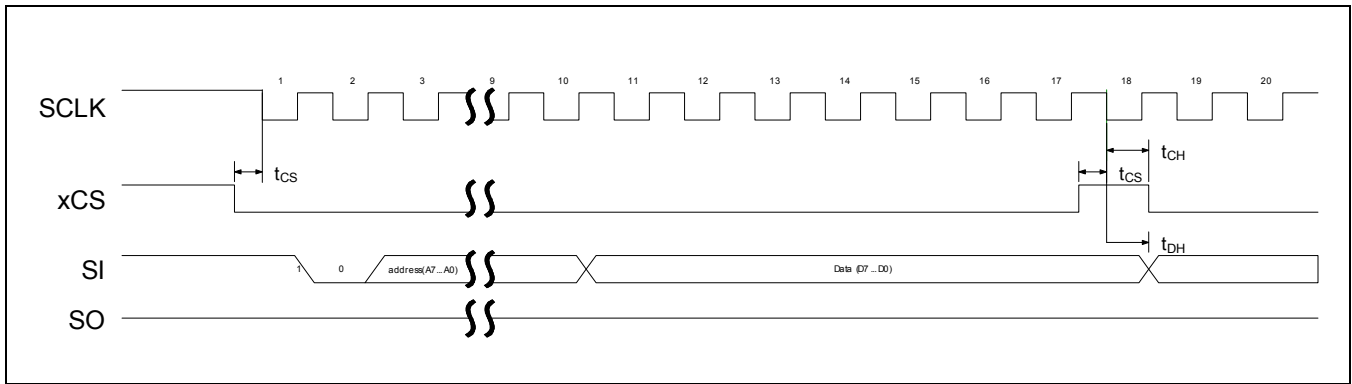 1 2 3 9 10 11 12 13 14 15 16 17 18 19 20
SCLK
tCH
tCS tCS
xCS
tDH
SI 1 0 address(A7...A0) Data (D7 ...D0)
SO